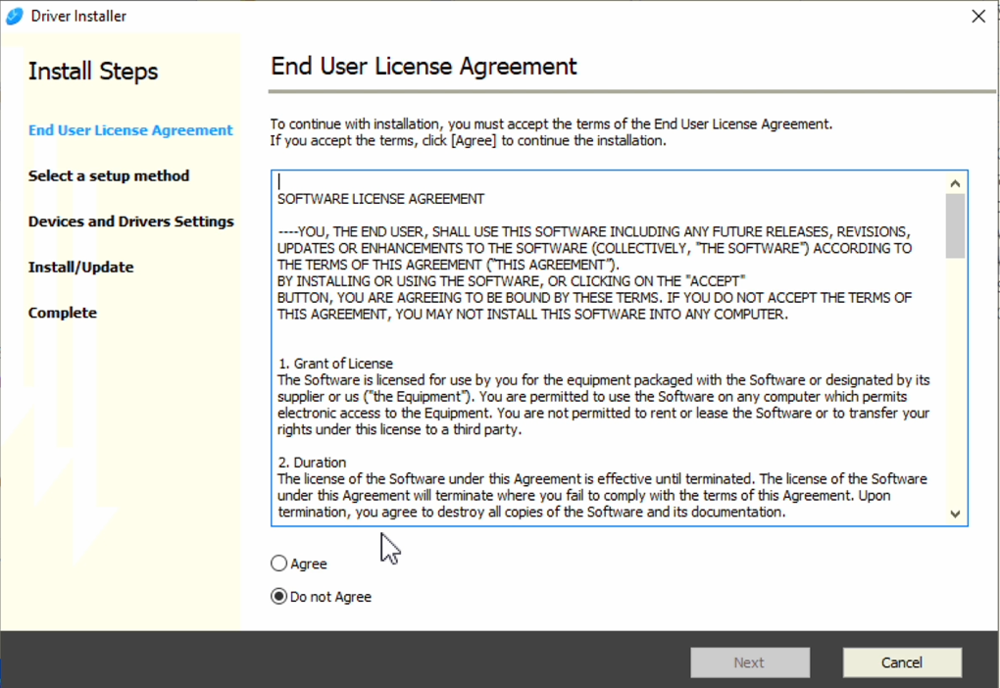 Driver Installer
Install Steps
End User License Agreement
Select a setup method
Devices and Drivers Settings
Install/Update
Complete
End User License Agreement
To continue with installation, you must accept the terms of the End User License Agreement.
If you accept the terms, click [Agree] to continue the installation.
SOFTWARE LICENSE AGREEMENT
----YOU, THE END USER, SHALL USE THIS SOFTWARE INCLUDING ANY FUTURE RELEASES, REVISIONS,
UPDATES OR ENHANCEMENTS TO THE SOFTWARE (COLLECTIVELY, "THE SOFTWARE") ACCORDING TO
THE TERMS OF THIS AGREEMENT ("THIS AGREEMENT").
BY INSTALLING OR USING THE SOFTWARE, OR CLICKING ON THE "ACCEPT"
BUTTON, YOU ARE AGREEING TO BE BOUND BY THESE TERMS. IF YOU DO NOT ACCEPT THE TERMS OF
THIS AGREEMENT, YOU MAY NOT INSTALL THIS SOFTWARE INTO ANY COMPUTER.
1. Grant of License
The Software is licensed for use by you for the equipment packaged with the Software or designated by its
supplier or us ("the Equipment"). You are permitted to use the Software on any computer which permits
electronic access to the Equipment. You are not permitted to rent or lease the Software or to transfer your
rights under this license to a third party.
2. Duration
The license of the Software under this Agreement is effective until terminated. The license of the Software
under this Agreement will terminate where you fail to comply with the terms of this Agreement. Upon
termination, you agree to destroy all copies of the Software and its documentation.
Agree
Do not Agree
Next
Cancel